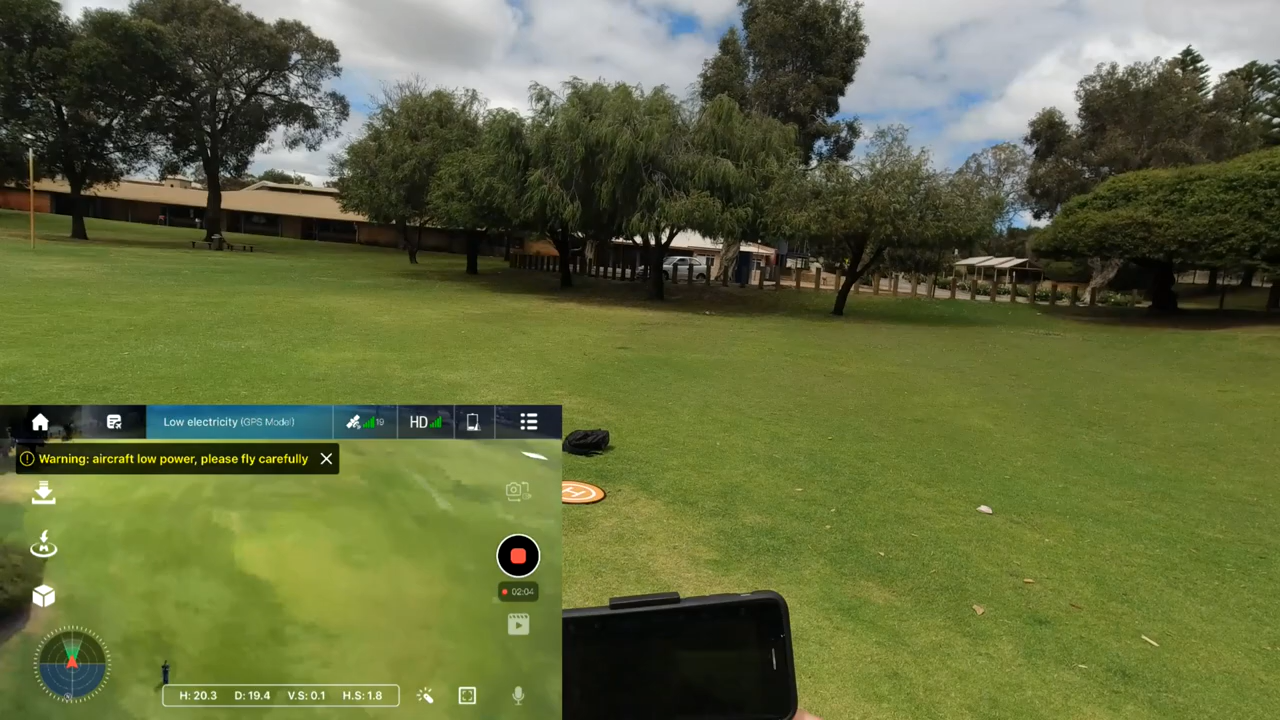 Low electricity (GPS Model)
19
HD
Warning: aircraft low power, please fly carefully
02:04
H: 20.3 D: 19.4 V.S: 0.1 H.S: 1.8
H